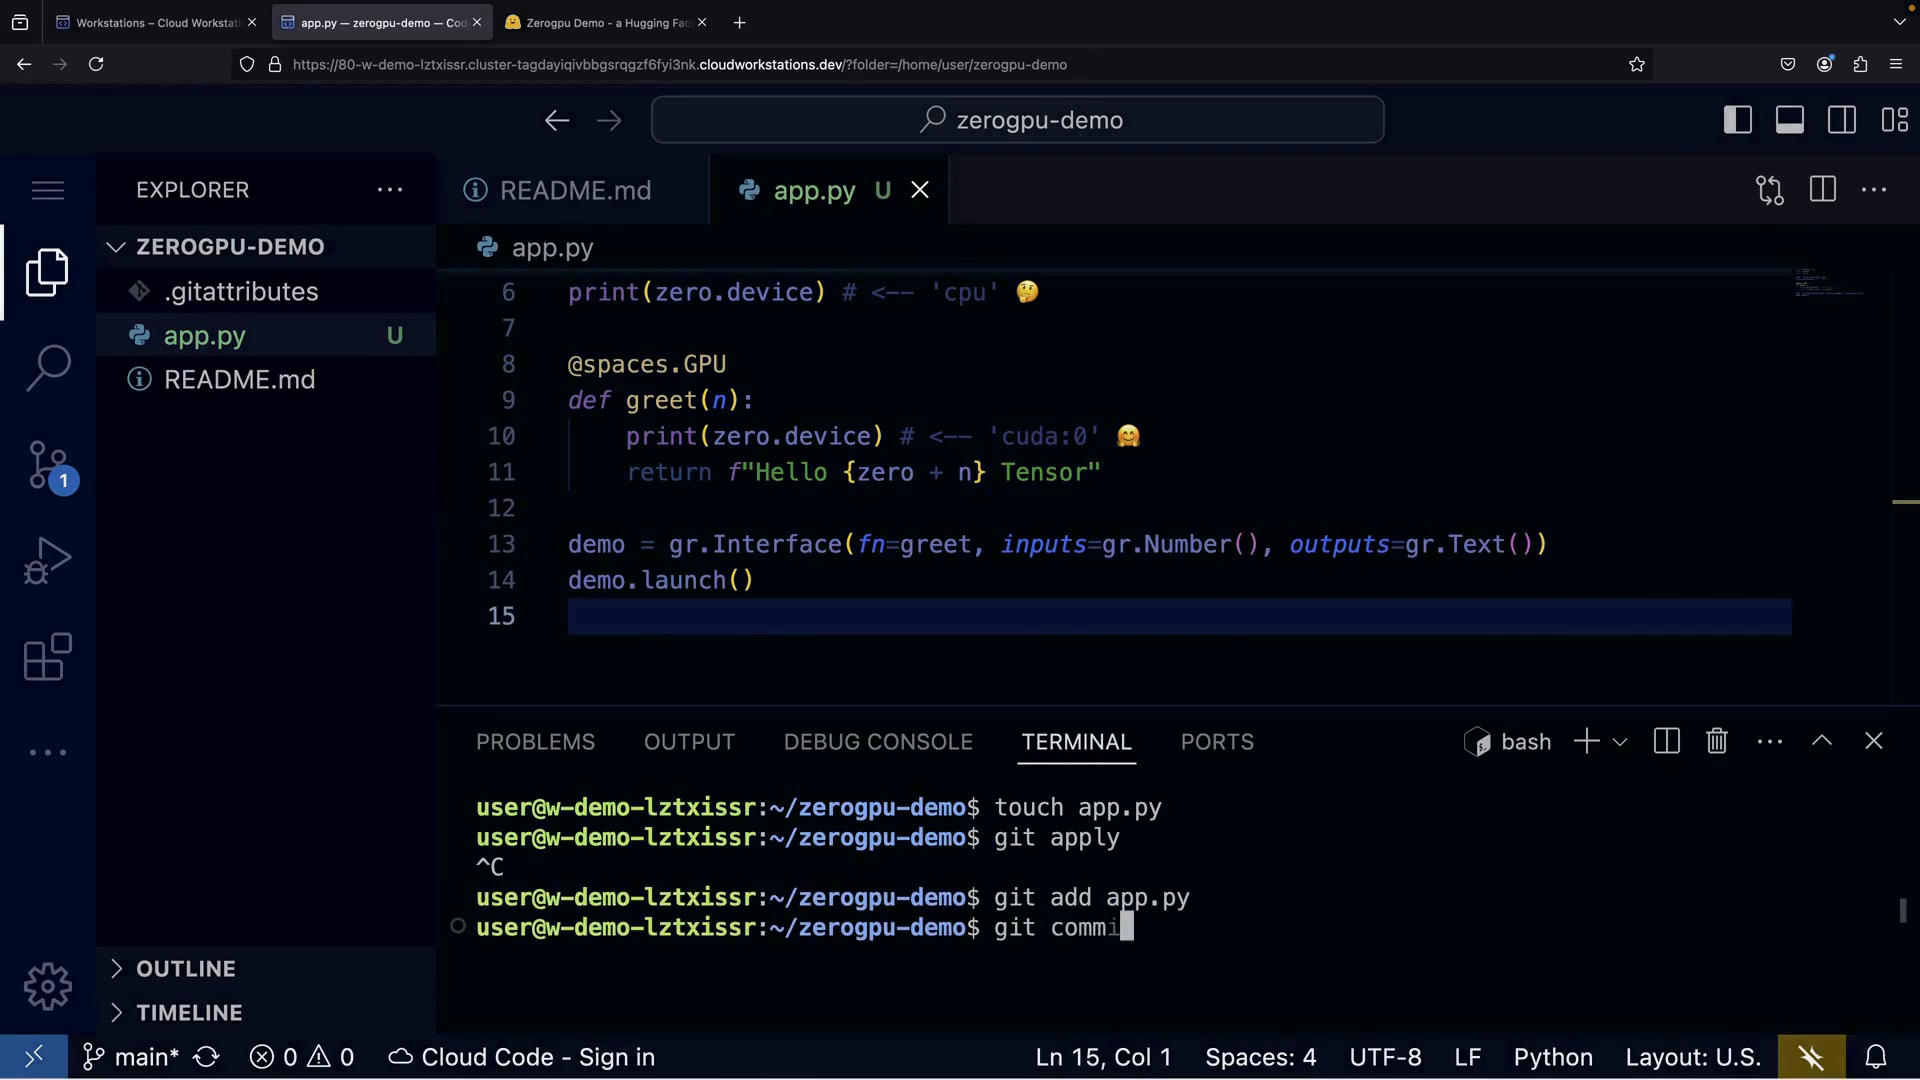 Workstations – Cloud Workstati
app.py — zerogpu-demo — Cod
Zerogpu Demo - a Hugging Fac
https://80-w-demo-lztxissr.cluster-tagdayiqivbbgsrqgzf6fyi3nk.cloudworkstations.dev/?folder=/home/user/zerogpu-demo
zerogpu-demo
EXPLORER
README.md
app.py U
ZEROGPU-DEMO
app.py
.gitattributes
app.py U
README.md
1
6 print(zero.device) # <-- 'cpu' 🤔
7
8 @spaces.GPU
9 def greet(n):
10 print(zero.device) # <-- 'cuda:0' 🤗
11 return f"Hello {zero + n} Tensor"
12
13 demo = gr.Interface(fn=greet, inputs=gr.Number(), outputs=gr.Text())
14 demo.launch()
15
PROBLEMS OUTPUT DEBUG CONSOLE TERMINAL PORTS bash
user@w-demo-lztxissr:~/zerogpu-demo$ touch app.py
user@w-demo-lztxissr:~/zerogpu-demo$ git apply
^C
user@w-demo-lztxissr:~/zerogpu-demo$ git add app.py
user@w-demo-lztxissr:~/zerogpu-demo$ git commi
OUTLINE
TIMELINE
main* 0 0 Cloud Code - Sign in Ln 15, Col 1 Spaces: 4 UTF-8 LF Python Layout: U.S.